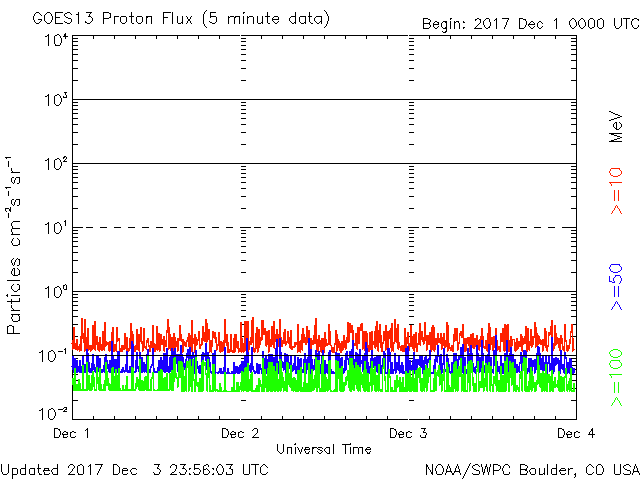 GOES13 Proton Flux (5 minute data)
Begin: 2017 Dec 1 0000 UTC
10⁴
10³
10²
10¹
10⁰
10⁻¹
10⁻²
Particles cm⁻²s⁻¹sr⁻¹
MeV
>=10
>=50
>=100
Dec 1
Dec 2
Dec 3
Dec 4
Universal Time
Updated 2017 Dec 3 23:56:03 UTC
NOAA/SWPC Boulder, CO USA